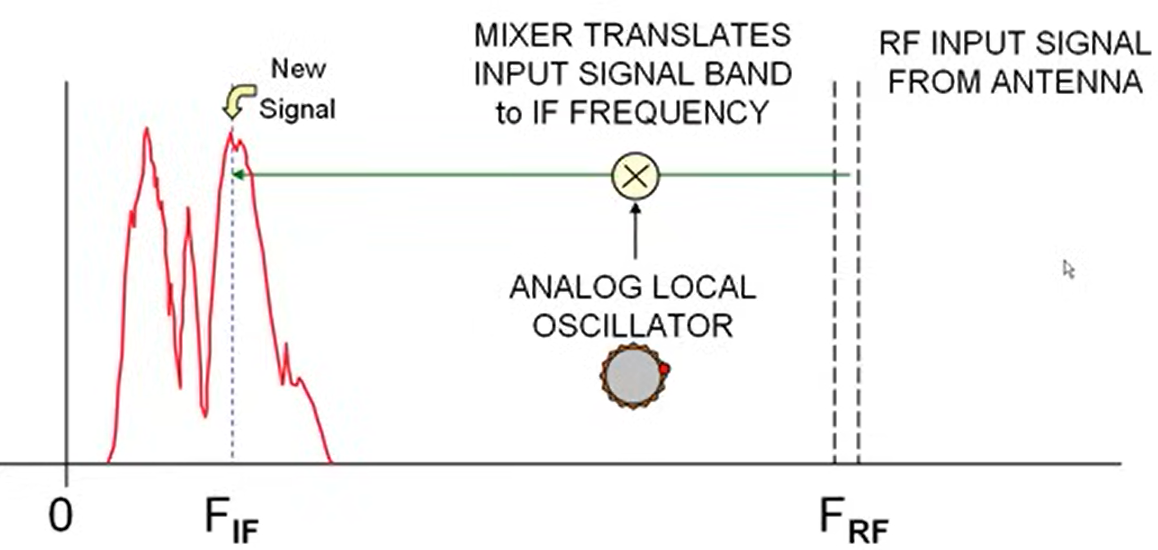 MIXER TRANSLATES
INPUT SIGNAL BAND
to IF FREQUENCY
RF INPUT SIGNAL
FROM ANTENNA
New
Signal
ANALOG LOCAL
OSCILLATOR
0
FIF
FRF